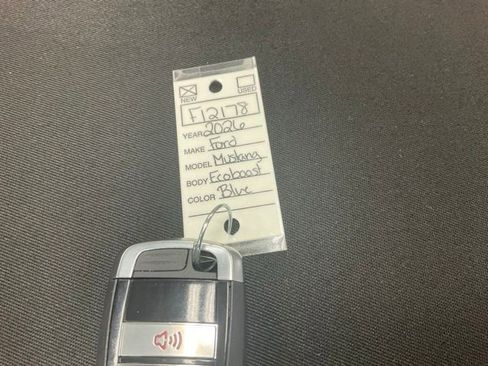 NEW USED
F12178
YEAR 2026
MAKE Ford
MODEL Mustang
BODY Ecoboost
COLOR Blue